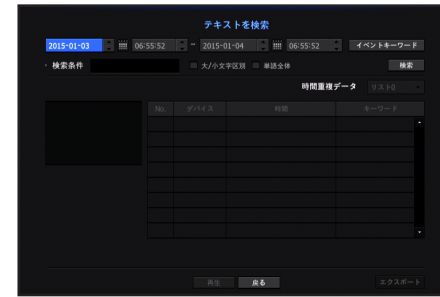 テキストを検索
2015-01-03 06:55:52 ~ 2015-01-04 06:55:52 イベントキーワード
・検索条件 大/小文字区別 単語全体 検索
時間重複データ リスト0
No. デバイス 時間 キーワード
再生 戻る エクスポート